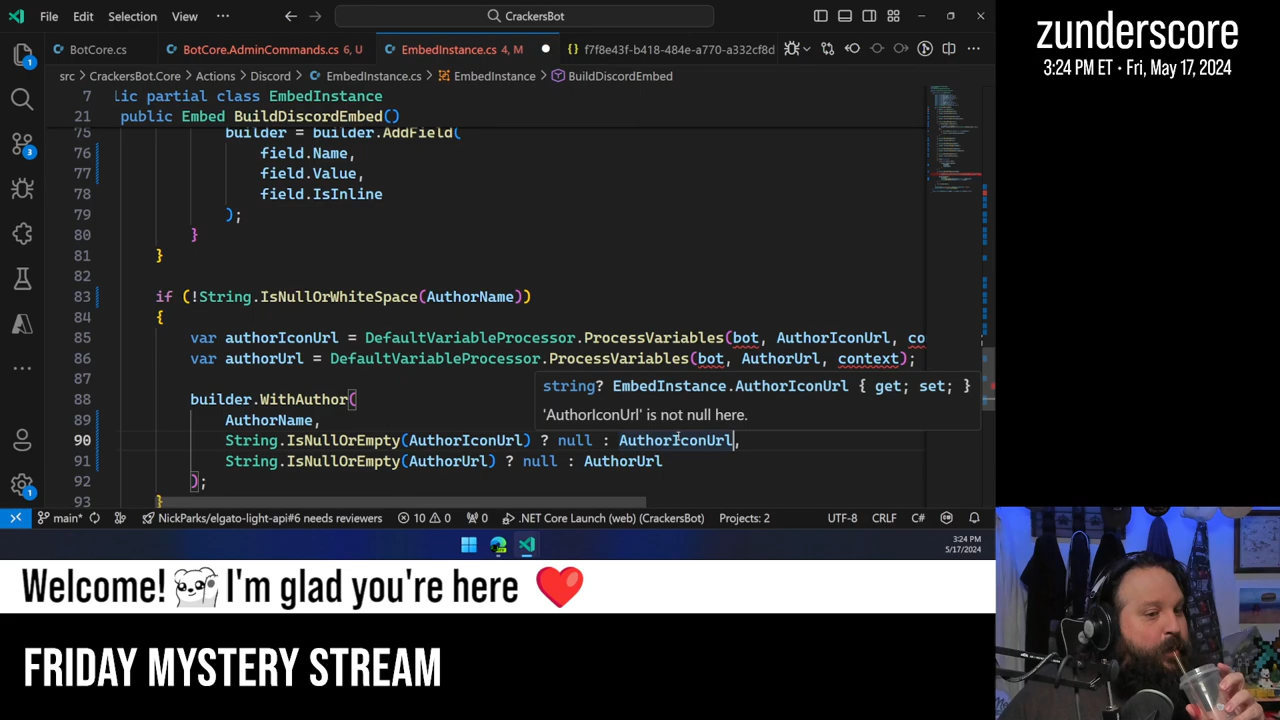 File Edit Selection View ··· CrackersBot
BotCore.cs BotCore.AdminCommands.cs 6, U EmbedInstance.cs 4, M f7f8e43f-b418-484e-a770-a332cf8d
src > CrackersBot.Core > Actions > Discord > EmbedInstance.cs > EmbedInstance > BuildDiscordEmbed
7 lic partial class EmbedInstance
21 public Embed BuildDiscordEmbed()
75 builder = builder.AddField(
76 field.Name,
77 field.Value,
78 field.IsInline
79 );
80 }
81 }
82
83 if (!String.IsNullOrWhiteSpace(AuthorName))
84 {
85 var authorIconUrl = DefaultVariableProcessor.ProcessVariables(bot, AuthorIconUrl, co
86 var authorUrl = DefaultVariableProcessor.ProcessVariables(bot, AuthorUrl, context);
87
string? EmbedInstance.AuthorIconUrl { get; set; }
'AuthorIconUrl' is not null here.
88 builder.WithAuthor(
89 AuthorName,
90 String.IsNullOrEmpty(AuthorIconUrl) ? null : AuthorIconUrl,
91 String.IsNullOrEmpty(AuthorUrl) ? null : AuthorUrl
92 );
93 }
main* NickParks/elgato-light-api#6 needs reviewers 10 0 0 .NET Core Launch (web) (CrackersBot) Projects: 2 UTF-8 CRLF C#
3:24 PM
5/17/2024
zunderscore
3:24 PM ET • Fri, May 17, 2024
Welcome! I'm glad you're here
FRIDAY MYSTERY STREAM